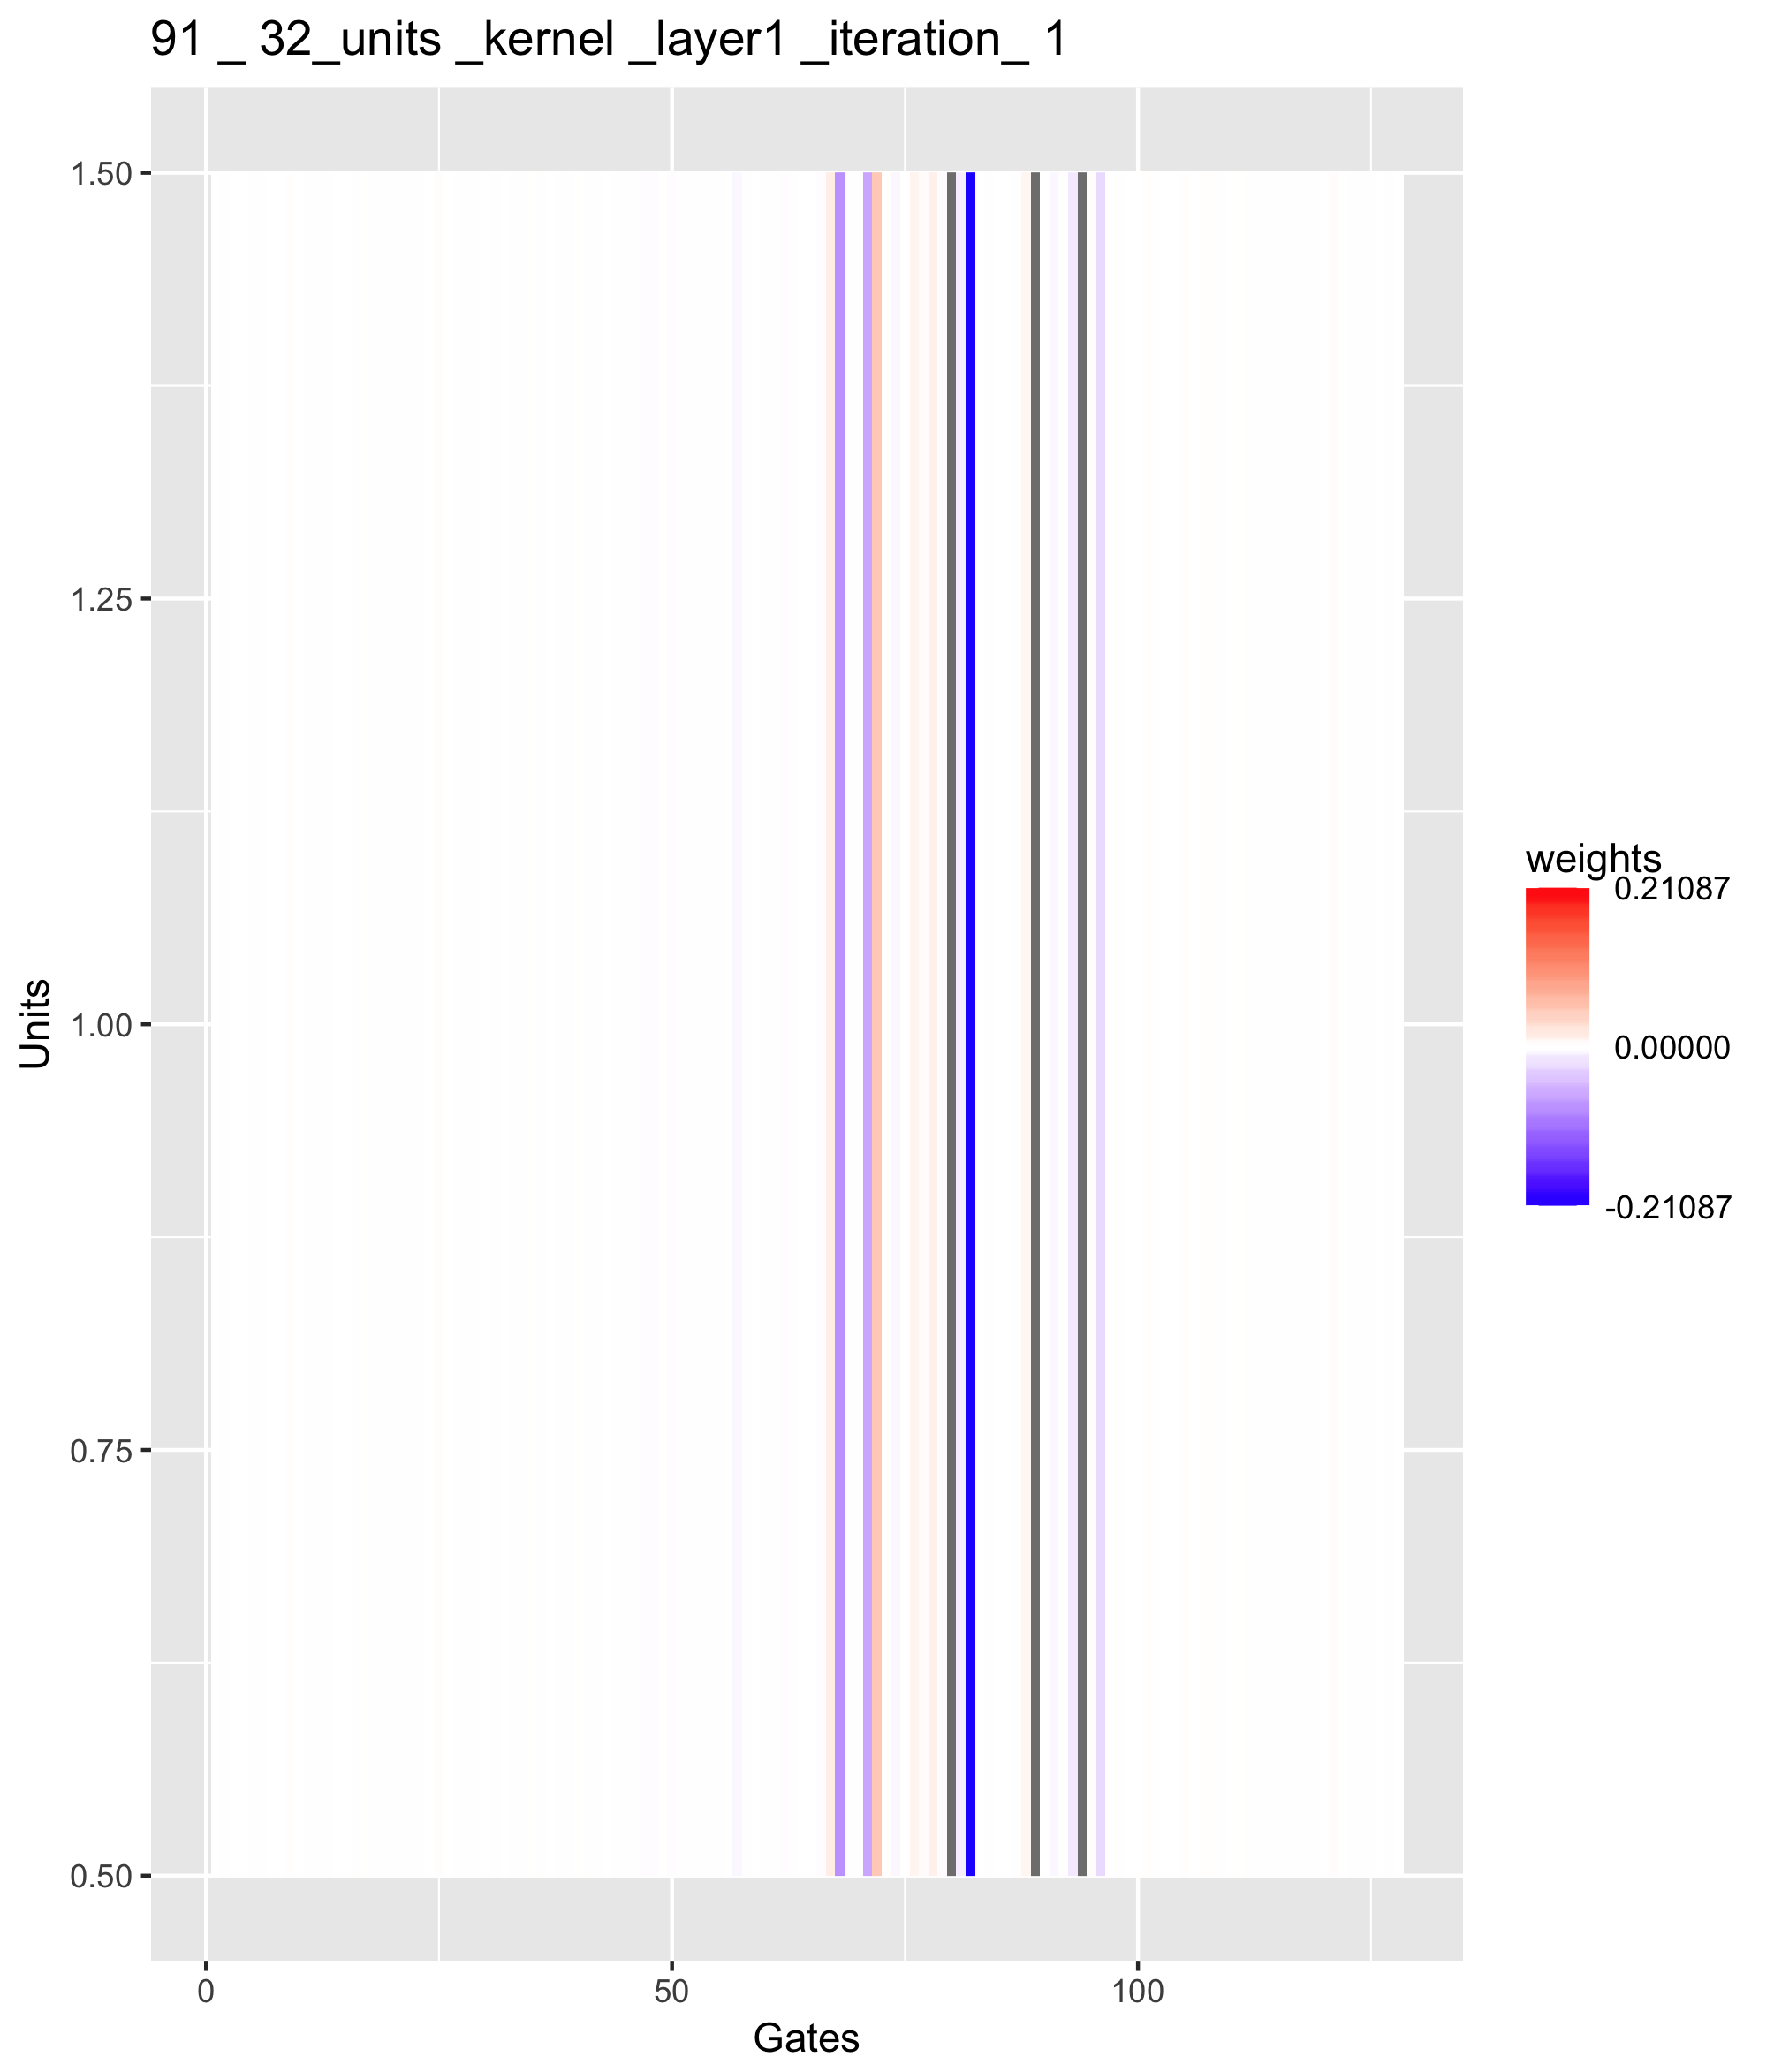 91 _ 32_units _kernel _layer1 _iteration_ 1
1.50
1.25
1.00
0.75
0.50
Units
0
50
100
Gates
weights
0.21087
0.00000
-0.21087